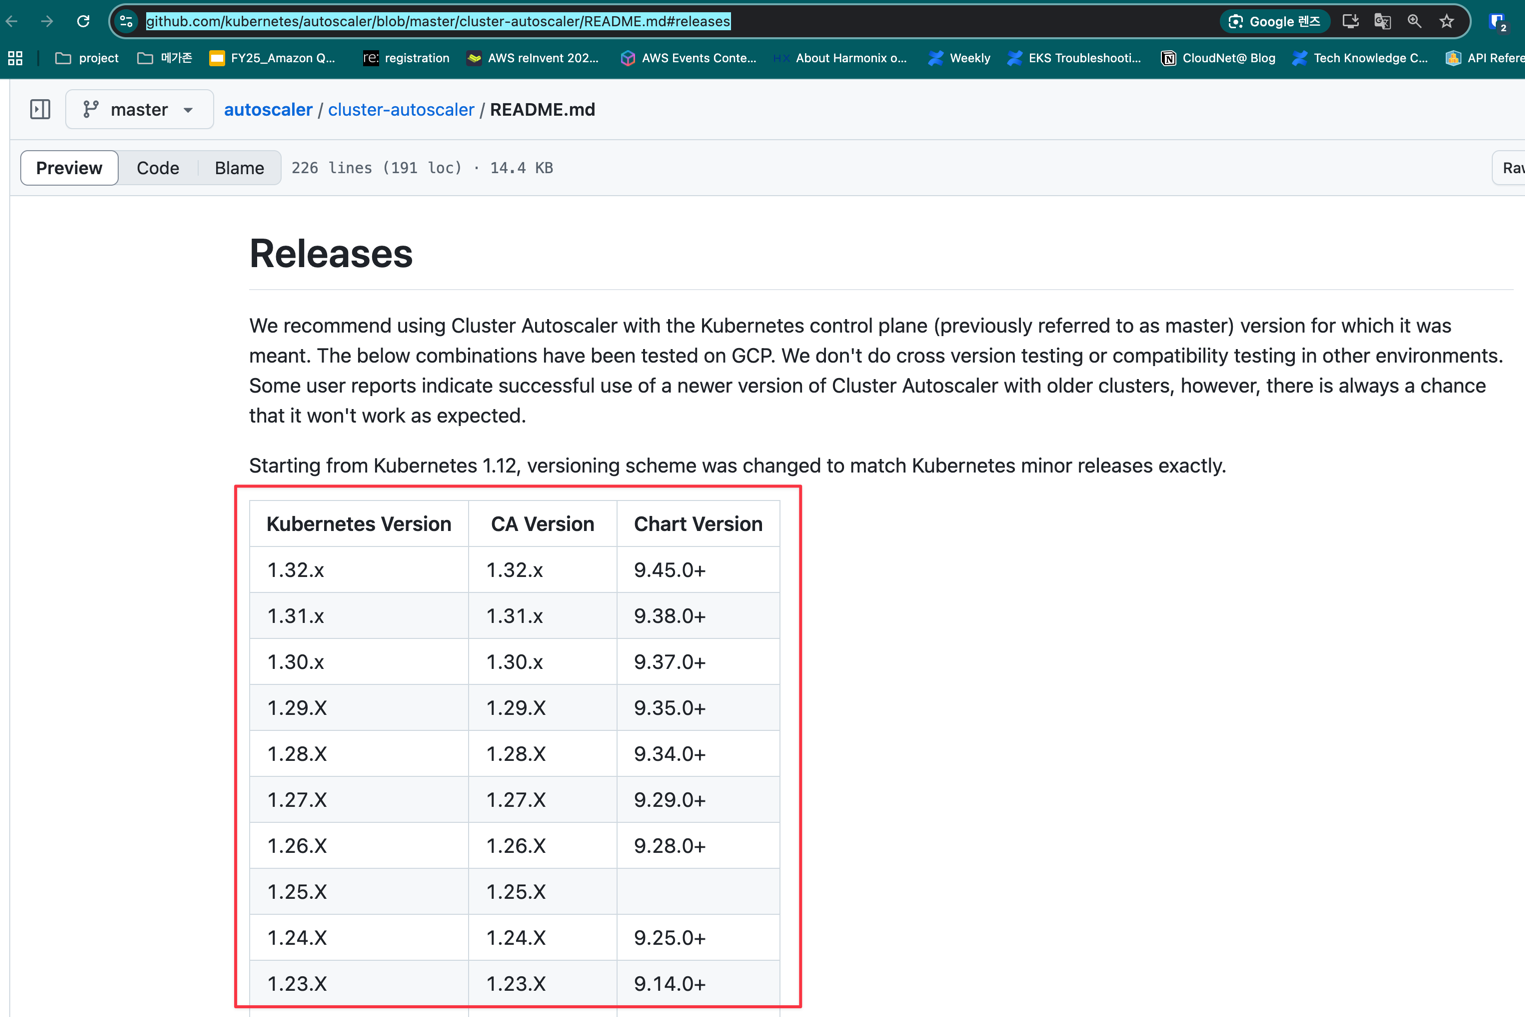 github.com/kubernetes/autoscaler/blob/master/cluster-autoscaler/README.md#releases
Google 렌즈
2
project
메가존
FY25_Amazon Q...
re: registration
AWS reInvent 202...
AWS Events Conte...
HX About Harmonix o...
Weekly
EKS Troubleshooti...
CloudNet@ Blog
Tech Knowledge C...
API Refere
master
autoscaler / cluster-autoscaler / README.md
Preview Code Blame 226 lines (191 loc) · 14.4 KB
Raw
Releases
We recommend using Cluster Autoscaler with the Kubernetes control plane (previously referred to as master) version for which it was
meant. The below combinations have been tested on GCP. We don't do cross version testing or compatibility testing in other environments.
Some user reports indicate successful use of a newer version of Cluster Autoscaler with older clusters, however, there is always a chance
that it won't work as expected.
Starting from Kubernetes 1.12, versioning scheme was changed to match Kubernetes minor releases exactly.
Kubernetes Version CA Version Chart Version
1.32.x 1.32.x 9.45.0+
1.31.x 1.31.x 9.38.0+
1.30.x 1.30.x 9.37.0+
1.29.X 1.29.X 9.35.0+
1.28.X 1.28.X 9.34.0+
1.27.X 1.27.X 9.29.0+
1.26.X 1.26.X 9.28.0+
1.25.X 1.25.X
1.24.X 1.24.X 9.25.0+
1.23.X 1.23.X 9.14.0+